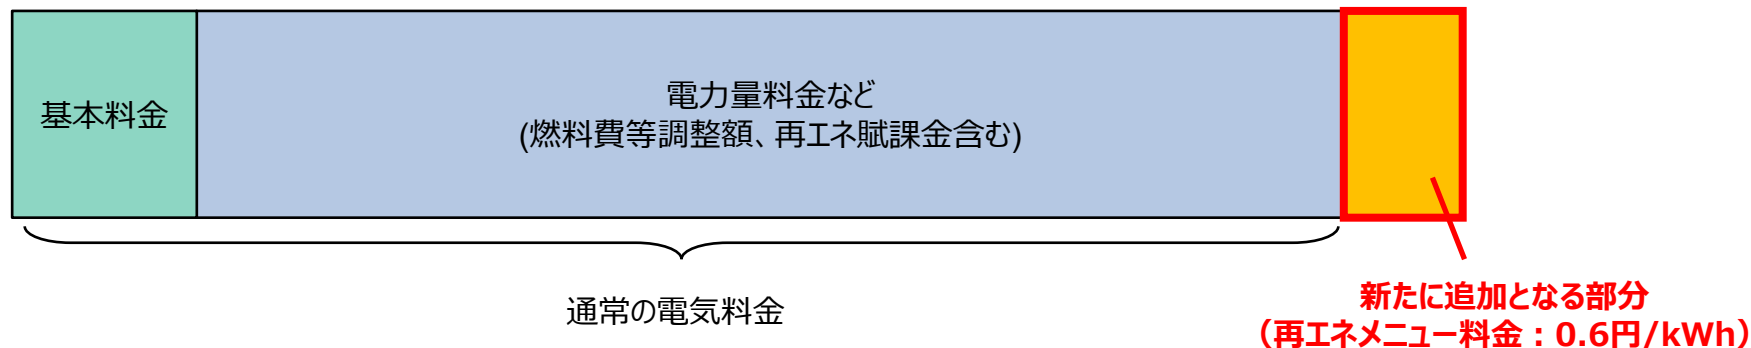 基本料金
電力量料金など
(燃料費等調整額、再エネ賦課金含む)
通常の電気料金
新たに追加となる部分
（再エネメニュー料金：0.6円/kWh）